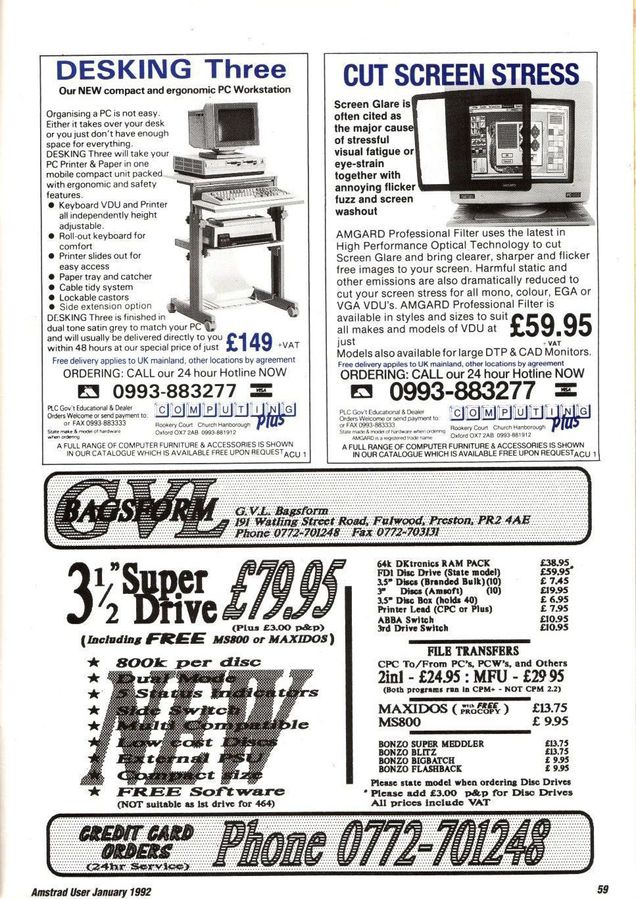 DESKING Three
Our NEW compact and ergonomic PC Workstation
Organising a PC is not easy.
Either it takes over your desk
or you just don't have enough
space for everything.
DESKING Three will take your
PC Printer & Paper in one
mobile compact unit packed
with ergonomic and safety
features.
● Keyboard VDU and Printer
all independently height
adjustable.
● Roll-out keyboard for
comfort
● Printer slides out for
easy access
● Paper tray and catcher
● Cable tidy system
● Lockable castors
● Side extension option
DESKING Three is finished in
dual tone satin grey to match your PC
and will usually be delivered directly to you
within 48 hours at our special price of just £149 +VAT
Free delivery applies to UK mainland, other locations by agreement
ORDERING: CALL our 24 hour Hotline NOW
0993-883277 VISA
PLC Gov't Educational & Dealer
Orders Welcome or send payment to:
or FAX 0993-883333
State make & model of hardware
when ordering
COMPUTING plus
Rookery Court Church Hanborough
Oxford OX7 2AB 0993-881912
A FULL RANGE OF COMPUTER FURNITURE & ACCESSORIES IS SHOWN
IN OUR CATALOGUE WHICH IS AVAILABLE FREE UPON REQUEST ACU 1
CUT SCREEN STRESS
Screen Glare is
often cited as
the major cause
of stressful
visual fatigue or
eye-strain
together with
annoying flicker
fuzz and screen
washout
AMGARD
AMGARD Professional Filter uses the latest in
High Performance Optical Technology to cut
Screen Glare and bring clearer, sharper and flicker
free images to your screen. Harmful static and
other emissions are also dramatically reduced to
cut your screen stress for all mono, colour, EGA or
VGA VDU's. AMGARD Professional Filter is
available in styles and sizes to suit
all makes and models of VDU at
just £59.95 + VAT
Models also available for large DTP & CAD Monitors.
Free delivery applies to UK mainland, other locations by agreement
ORDERING: CALL our 24 hour Hotline NOW
0993-883277 VISA
PLC Gov't Educational & Dealer
Orders Welcome or send payment to:
or FAX 0993-883333
State make & model of hardware when ordering
AMGARD is a registered trade name
COMPUTING plus
Rookery Court Church Hanborough
Oxford OX7 2AB 0993-881912
A FULL RANGE OF COMPUTER FURNITURE & ACCESSORIES IS SHOWN
IN OUR CATALOGUE WHICH IS AVAILABLE FREE UPON REQUEST ACU 1
GVL
BAGSFORM
G.V.L. Bagsform
191 Watling Street Road, Fulwood, Preston, PR2 4AE
Phone 0772-701248 Fax 0772-703131
3 1/2" Super Drive £79.95
(Plus £3.00 p&p)
(Including FREE MS800 or MAXIDOS)
NEW
★ 800k per disc
★ Dual Mode
★ 5 Status Indicators
★ Side Switch
★ Multi Compatible
★ Low cost Discs
★ External PSU
★ Compact size
★ FREE Software
(NOT suitable as 1st drive for 464)
64k DKtronics RAM PACK £38.95*
FD1 Disc Drive (State model) £59.95*
3.5" Discs (Branded Bulk) (10) £ 7.45
3" Discs (Amsoft) (10) £19.95
3.5" Disc Box (holds 40) £ 6.95
Printer Lead (CPC or Plus) £ 7.95
ABBA Switch £10.95
3rd Drive Switch £10.95
FILE TRANSFERS
CPC To/From PC's, PCW's, and Others
2in1 - £24.95 : MFU - £29 95
(Both programs run in CPM+ - NOT CPM 2.2)
MAXIDOS (with FREE PROCOPY) £13.75
MS800 £ 9.95
BONZO SUPER MEDDLER £13.75
BONZO BLITZ £13.75
BONZO BIGBATCH £ 9.95
BONZO FLASHBACK £ 9.95
Please state model when ordering Disc Drives
* Please add £3.00 p&p for Disc Drives
All prices include VAT
CREDIT CARD
ORDERS
(24hr Service)
Phone 0772-701248
Amstrad User January 1992
59